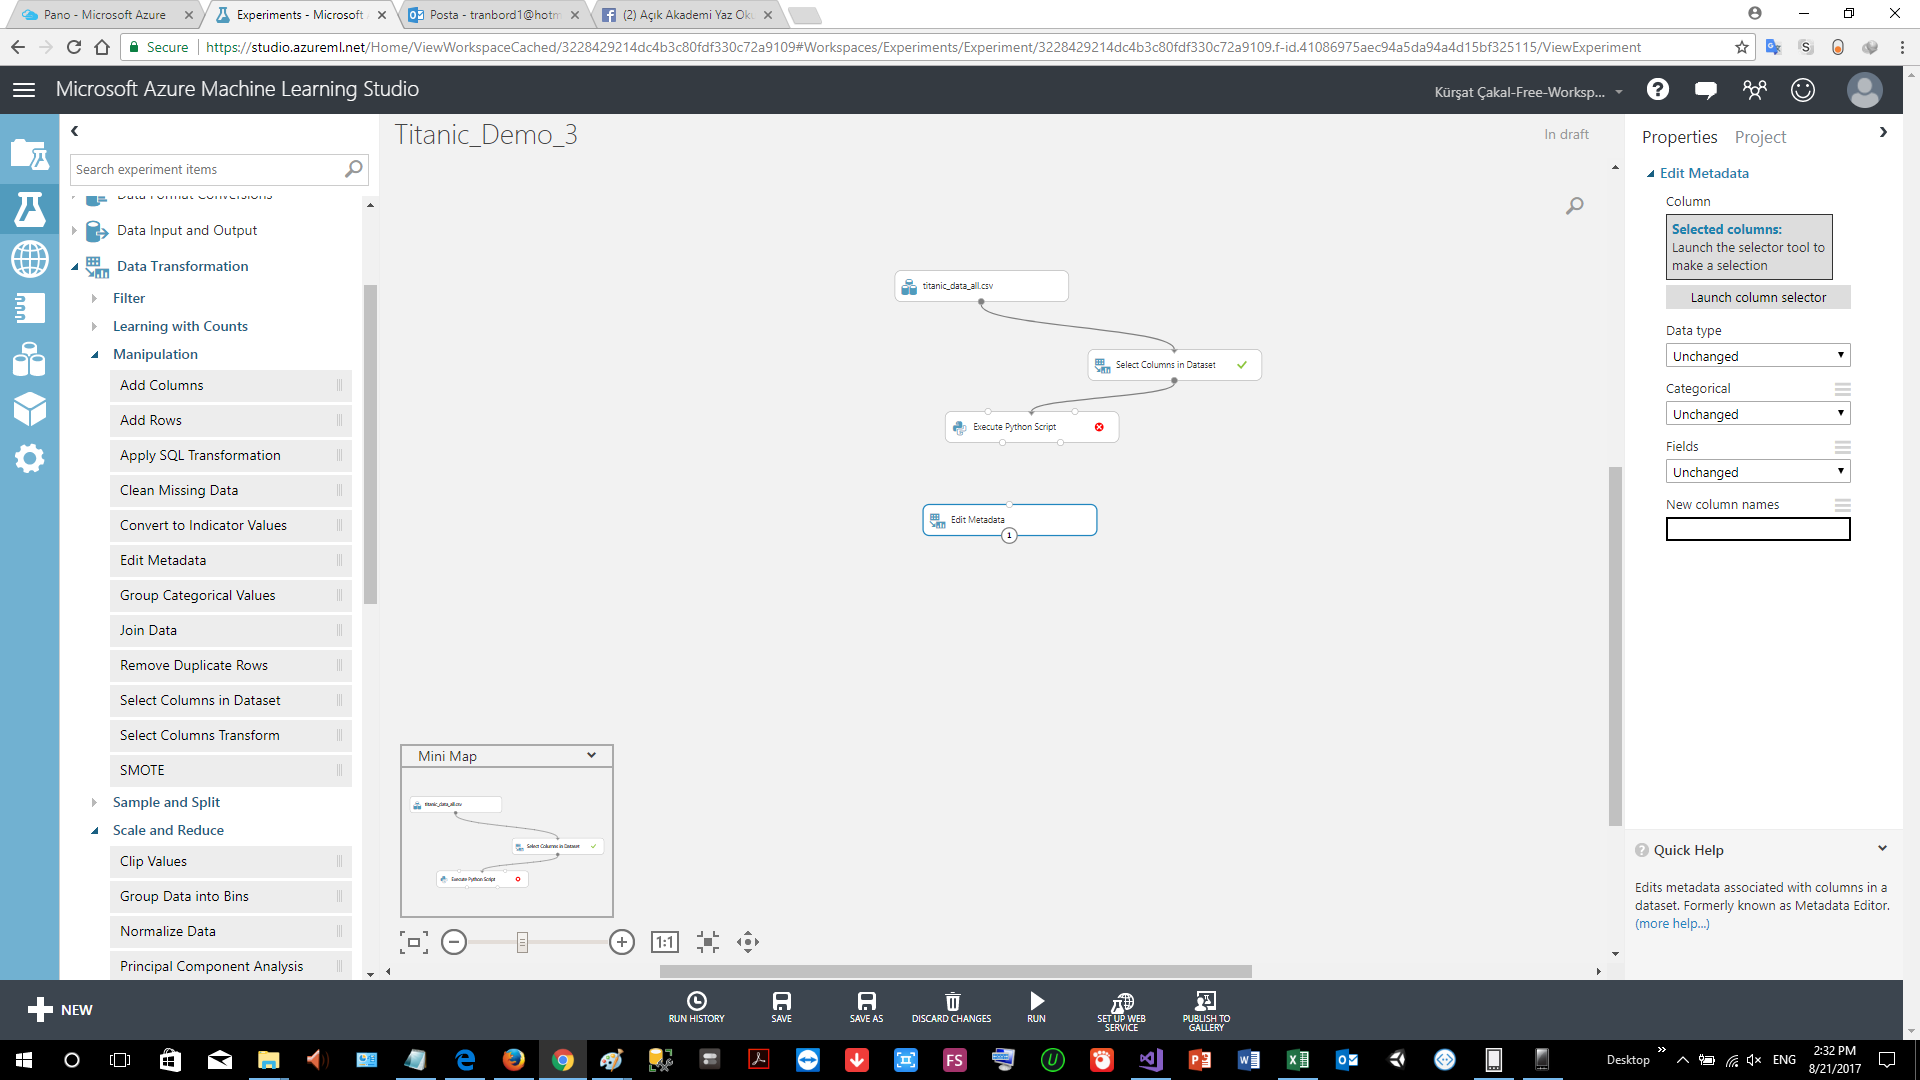 Pano - Microsoft Azure
Experiments - Microsoft
Posta - tranbord1@hotm
(2) Açık Akademi Yaz Oku
Secure
https://studio.azureml.net/Home/ViewWorkspaceCached/3228429214dc4b3c80fdf330c72a9109#Workspaces/Experiments/Experiment/3228429214dc4b3c80fdf330c72a9109.f-id.41086975aec94a5da94a4d15bf325115/ViewExperiment
Microsoft Azure Machine Learning Studio
Kürşat Çakal-Free-Worksp...
Search experiment items
Data Format Conversions
Data Input and Output
Data Transformation
Filter
Learning with Counts
Manipulation
Add Columns
Add Rows
Apply SQL Transformation
Clean Missing Data
Convert to Indicator Values
Edit Metadata
Group Categorical Values
Join Data
Remove Duplicate Rows
Select Columns in Dataset
Select Columns Transform
SMOTE
Sample and Split
Scale and Reduce
Clip Values
Group Data into Bins
Normalize Data
Principal Component Analysis
Titanic_Demo_3
In draft
titanic_data_all.csv
Select Columns in Dataset
Execute Python Script
Edit Metadata
1
Mini Map
titanic_data_all.csv
Select Columns in Dataset
Execute Python Script
1:1
Properties
Project
Edit Metadata
Column
Selected columns:
Launch the selector tool to
make a selection
Launch column selector
Data type
Unchanged
Categorical
Unchanged
Fields
Unchanged
New column names
Quick Help
Edits metadata associated with columns in a
dataset. Formerly known as Metadata Editor.
(more help...)
NEW
RUN HISTORY
SAVE
SAVE AS
DISCARD CHANGES
RUN
SET UP WEB
SERVICE
PUBLISH TO
GALLERY
FS
Desktop
ENG
2:32 PM
8/21/2017